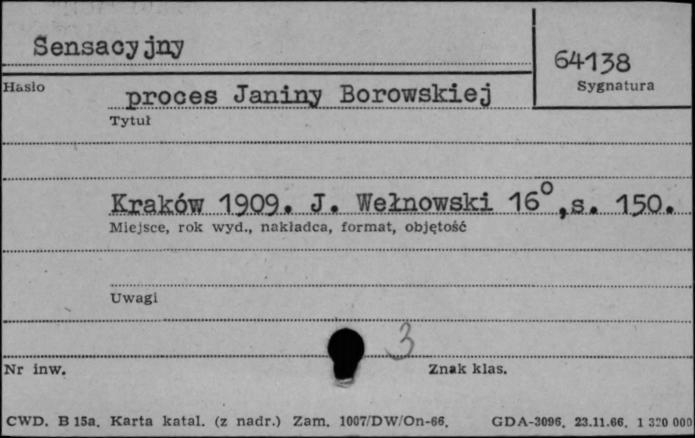 Sensacyjny
64138
Hasło
Sygnatura
proces Janiny Borowskiej
Tytuł
Kraków 1909. J. Wełnowski 16°,s. 150.
Miejsce, rok wyd., nakładca, format, objętość
Uwagi
3
Nr inw.
Znak klas.
CWD. B 15a. Karta katal. (z nadr.) Zam. 1007/DW/On-66. GDA-3096. 23.11.66. 1 320 000